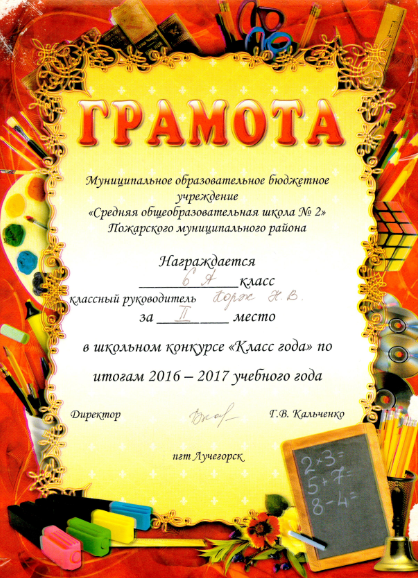 ГРАМОТА
Муниципальное образовательное бюджетное
учреждение
«Средняя общеобразовательная школа № 2»
Пожарского муниципального района
Награждается
6 А класс
классный руководитель Корж Н. В.
за II место
в школьном конкурсе «Класс года» по
итогам 2016 – 2017 учебного года
Директор Г.В. Кальченко
пгт Лучегорск
2+3=
5+7=
8-4=